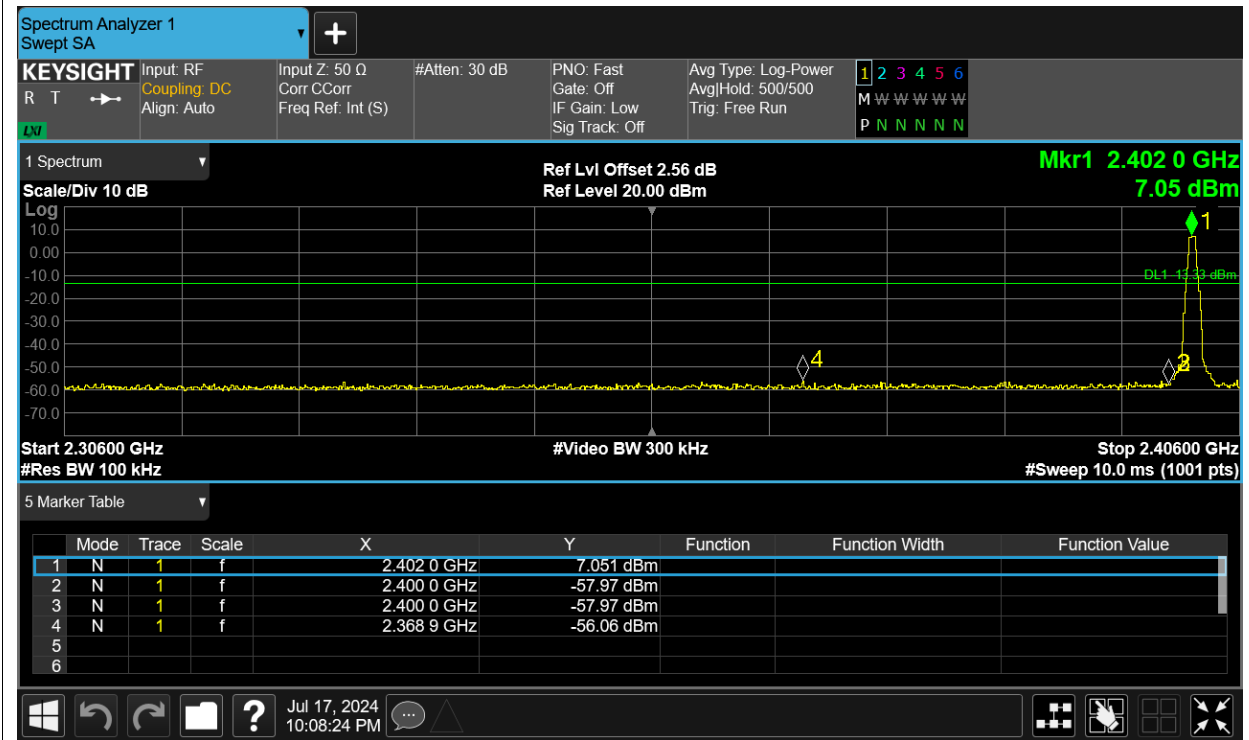 Spectrum Analyzer 1
Swept SA
+
KEYSIGHT
R T
LXI
Input: RF
Coupling: DC
Align: Auto
Input Z: 50 Ω
Corr CCorr
Freq Ref: Int (S)
#Atten: 30 dB
PNO: Fast
Gate: Off
IF Gain: Low
Sig Track: Off
Avg Type: Log-Power
Avg|Hold: 500/500
Trig: Free Run
1 2 3 4 5 6
M W W W W W
P N N N N N
1 Spectrum
Scale/Div 10 dB
Ref Lvl Offset 2.56 dB
Ref Level 20.00 dBm
Mkr1 2.402 0 GHz
7.05 dBm
Log
10.0
0.00
-10.0
-20.0
-30.0
-40.0
-50.0
-60.0
-70.0
1
DL1 -13.33 dBm
4
Start 2.30600 GHz
#Res BW 100 kHz
#Video BW 300 kHz
Stop 2.40600 GHz
#Sweep 10.0 ms (1001 pts)
5 Marker Table
Mode Trace Scale X Y Function Function Width Function Value
1 N 1 f 2.402 0 GHz 7.051 dBm
2 N 1 f 2.400 0 GHz -57.97 dBm
3 N 1 f 2.400 0 GHz -57.97 dBm
4 N 1 f 2.368 9 GHz -56.06 dBm
5
6
?
Jul 17, 2024
10:08:24 PM